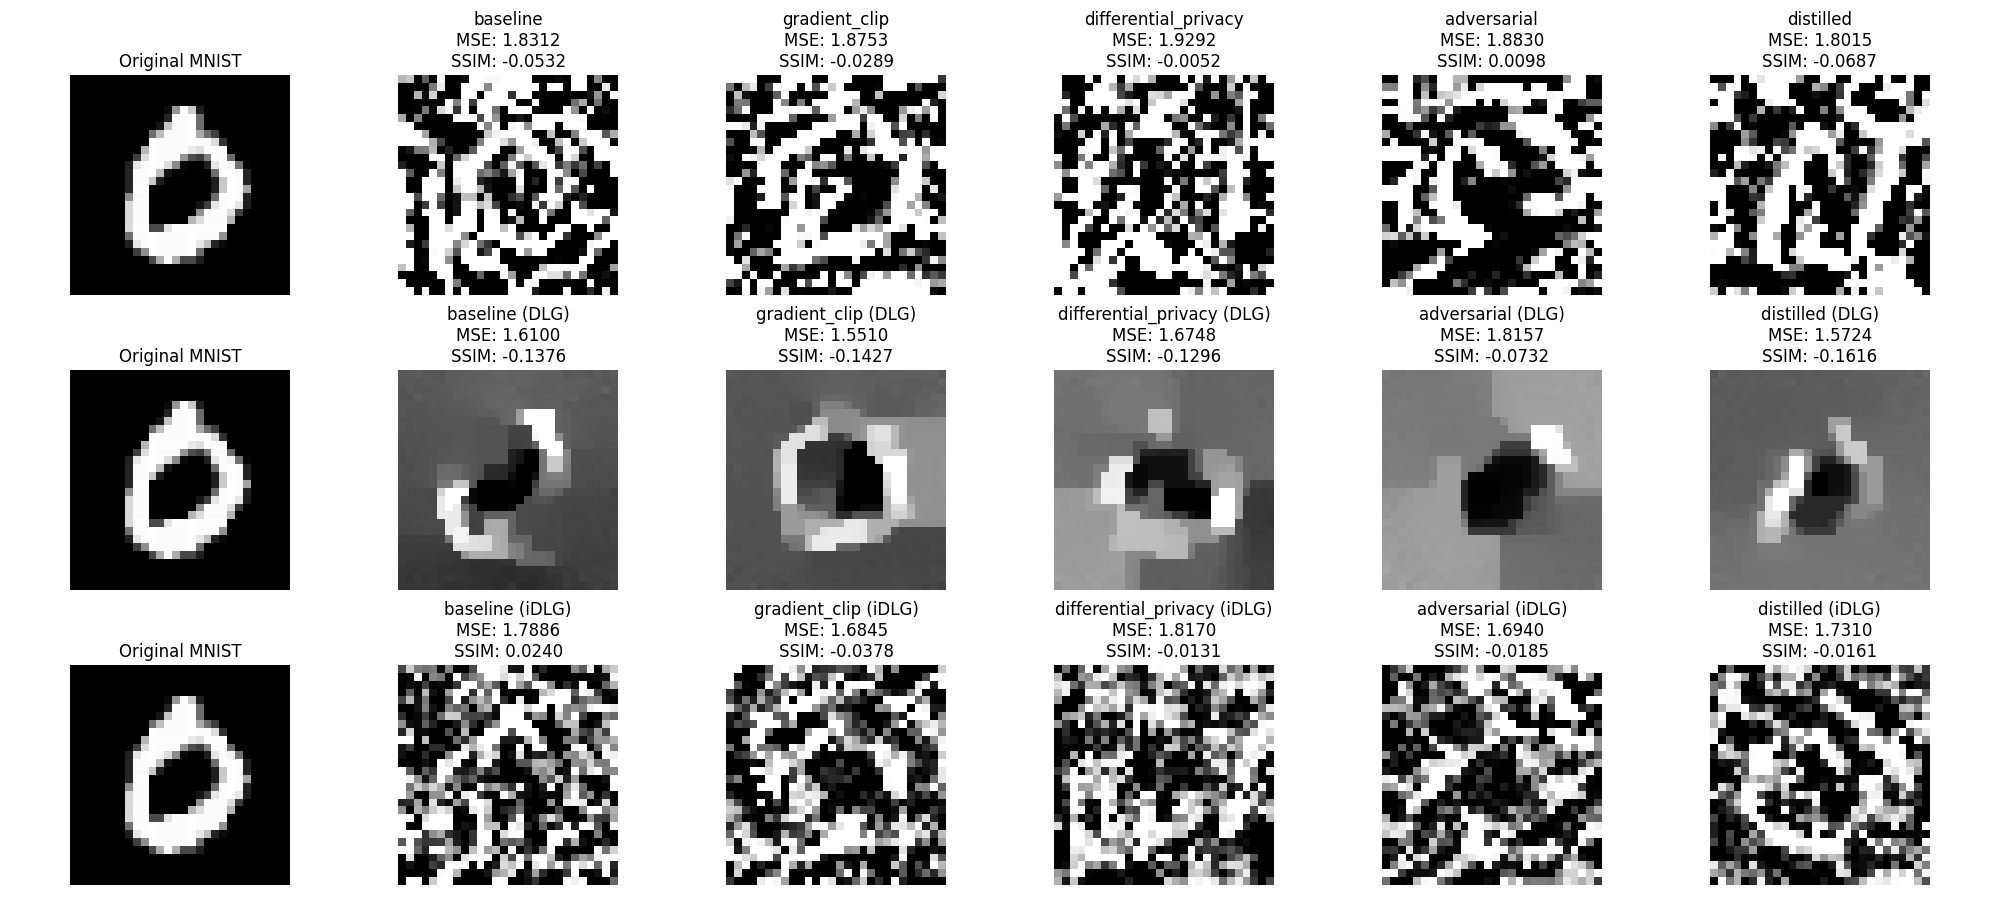 Original MNIST
baseline
MSE: 1.8312
SSIM: -0.0532
gradient_clip
MSE: 1.8753
SSIM: -0.0289
differential_privacy
MSE: 1.9292
SSIM: -0.0052
adversarial
MSE: 1.8830
SSIM: 0.0098
distilled
MSE: 1.8015
SSIM: -0.0687
Original MNIST
baseline (DLG)
MSE: 1.6100
SSIM: -0.1376
gradient_clip (DLG)
MSE: 1.5510
SSIM: -0.1427
differential_privacy (DLG)
MSE: 1.6748
SSIM: -0.1296
adversarial (DLG)
MSE: 1.8157
SSIM: -0.0732
distilled (DLG)
MSE: 1.5724
SSIM: -0.1616
Original MNIST
baseline (iDLG)
MSE: 1.7886
SSIM: 0.0240
gradient_clip (iDLG)
MSE: 1.6845
SSIM: -0.0378
differential_privacy (iDLG)
MSE: 1.8170
SSIM: -0.0131
adversarial (iDLG)
MSE: 1.6940
SSIM: -0.0185
distilled (iDLG)
MSE: 1.7310
SSIM: -0.0161